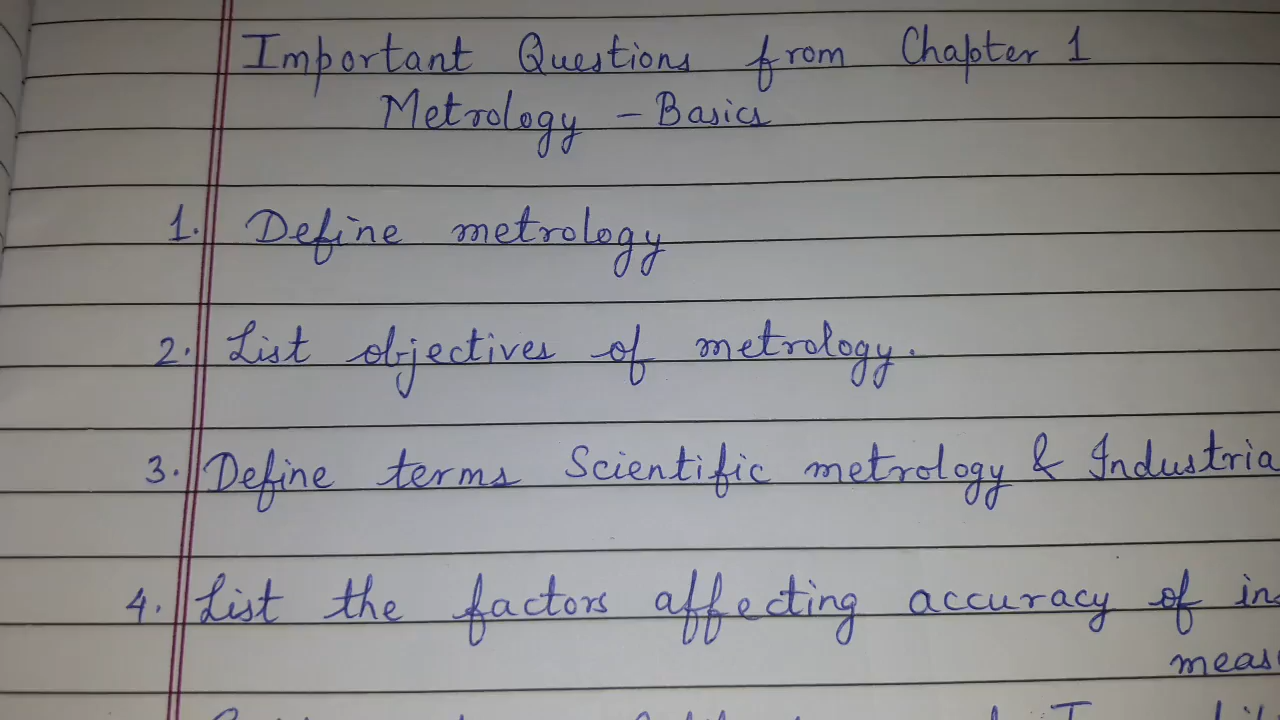 Important Questions from Chapter 1
Metrology - Basics
1. Define metrology
2. List objectives of metrology.
3. Define terms Scientific metrology & Industria
4. List the factors affecting accuracy of in
meas